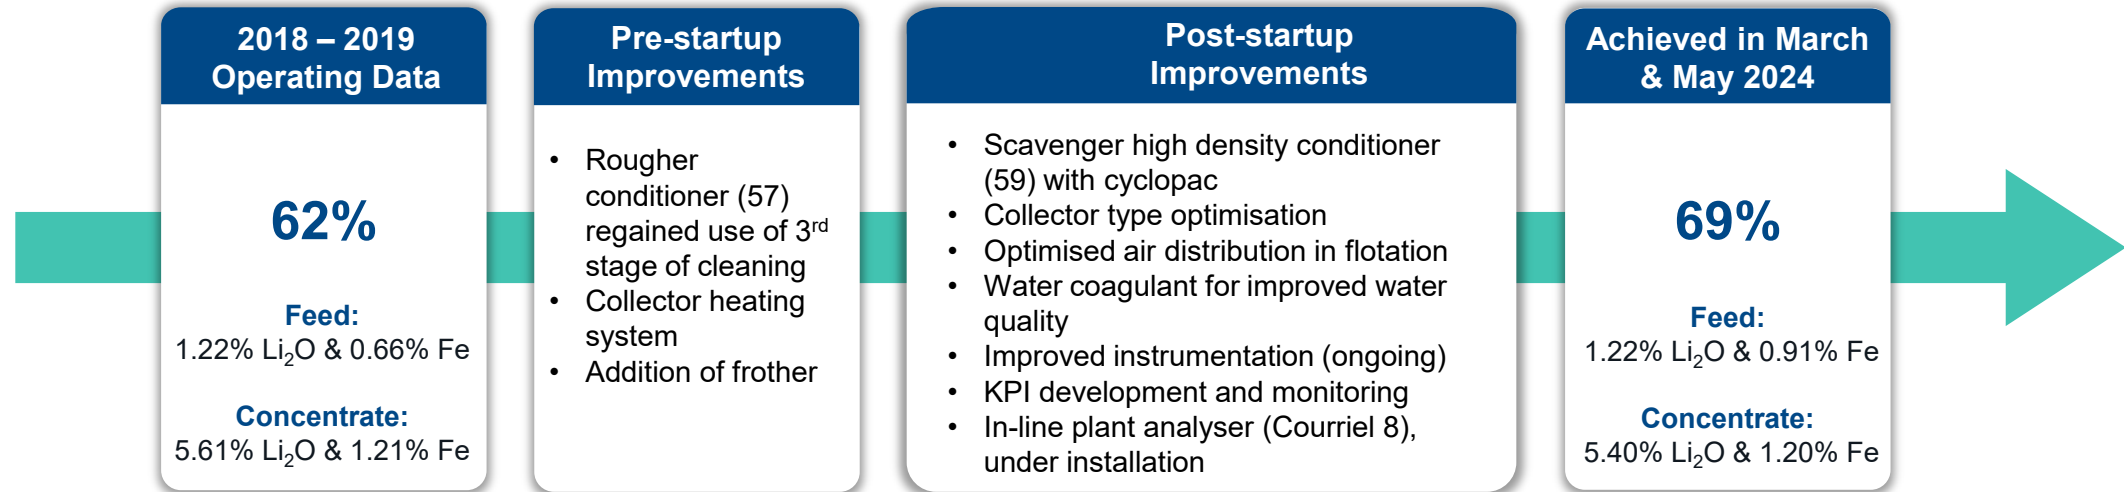 2018 – 2019
Operating Data
62%
Feed:
1.22% Li₂O & 0.66% Fe
Concentrate:
5.61% Li₂O & 1.21% Fe
Pre-startup
Improvements
• Rougher
conditioner (57)
regained use of 3rd
stage of cleaning
• Collector heating
system
• Addition of frother
Post-startup
Improvements
• Scavenger high density conditioner
(59) with cyclopac
• Collector type optimisation
• Optimised air distribution in flotation
• Water coagulant for improved water
quality
• Improved instrumentation (ongoing)
• KPI development and monitoring
• In-line plant analyser (Courriel 8),
under installation
Achieved in March
& May 2024
69%
Feed:
1.22% Li₂O & 0.91% Fe
Concentrate:
5.40% Li₂O & 1.20% Fe